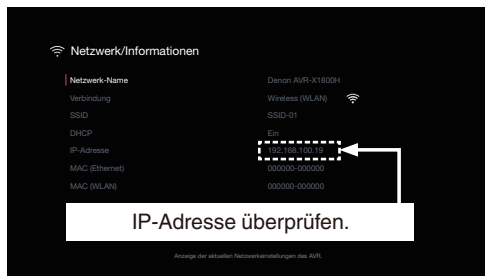 Netzwerk/Informationen
Netzwerk-Name Denon AVR-X1800H
Verbindung Wireless (WLAN)
SSID SSID-01
DHCP Ein
IP-Adresse 192.168.100.19
MAC (Ethernet) 000000-000000
MAC (WLAN) 000000-000000
IP-Adresse überprüfen.
Anzeige der aktuellen Netzwerkeinstellungen des AVR.